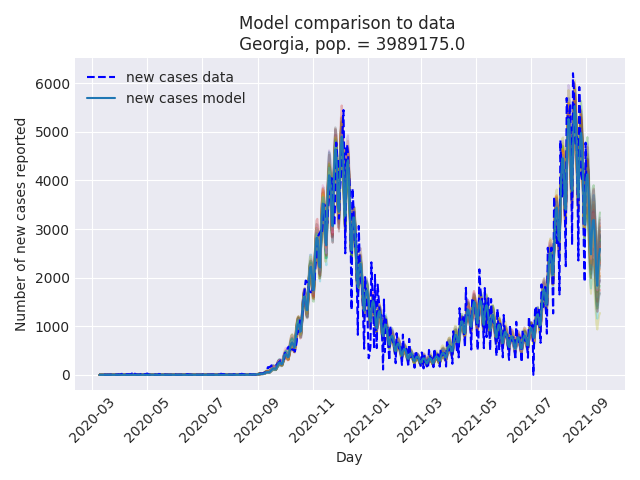 Model comparison to data
Georgia, pop. = 3989175.0
new cases data
new cases model
Number of new cases reported
6000
5000
4000
3000
2000
1000
0
2020-03
2020-05
2020-07
2020-09
2020-11
2021-01
2021-03
2021-05
2021-07
2021-09
Day